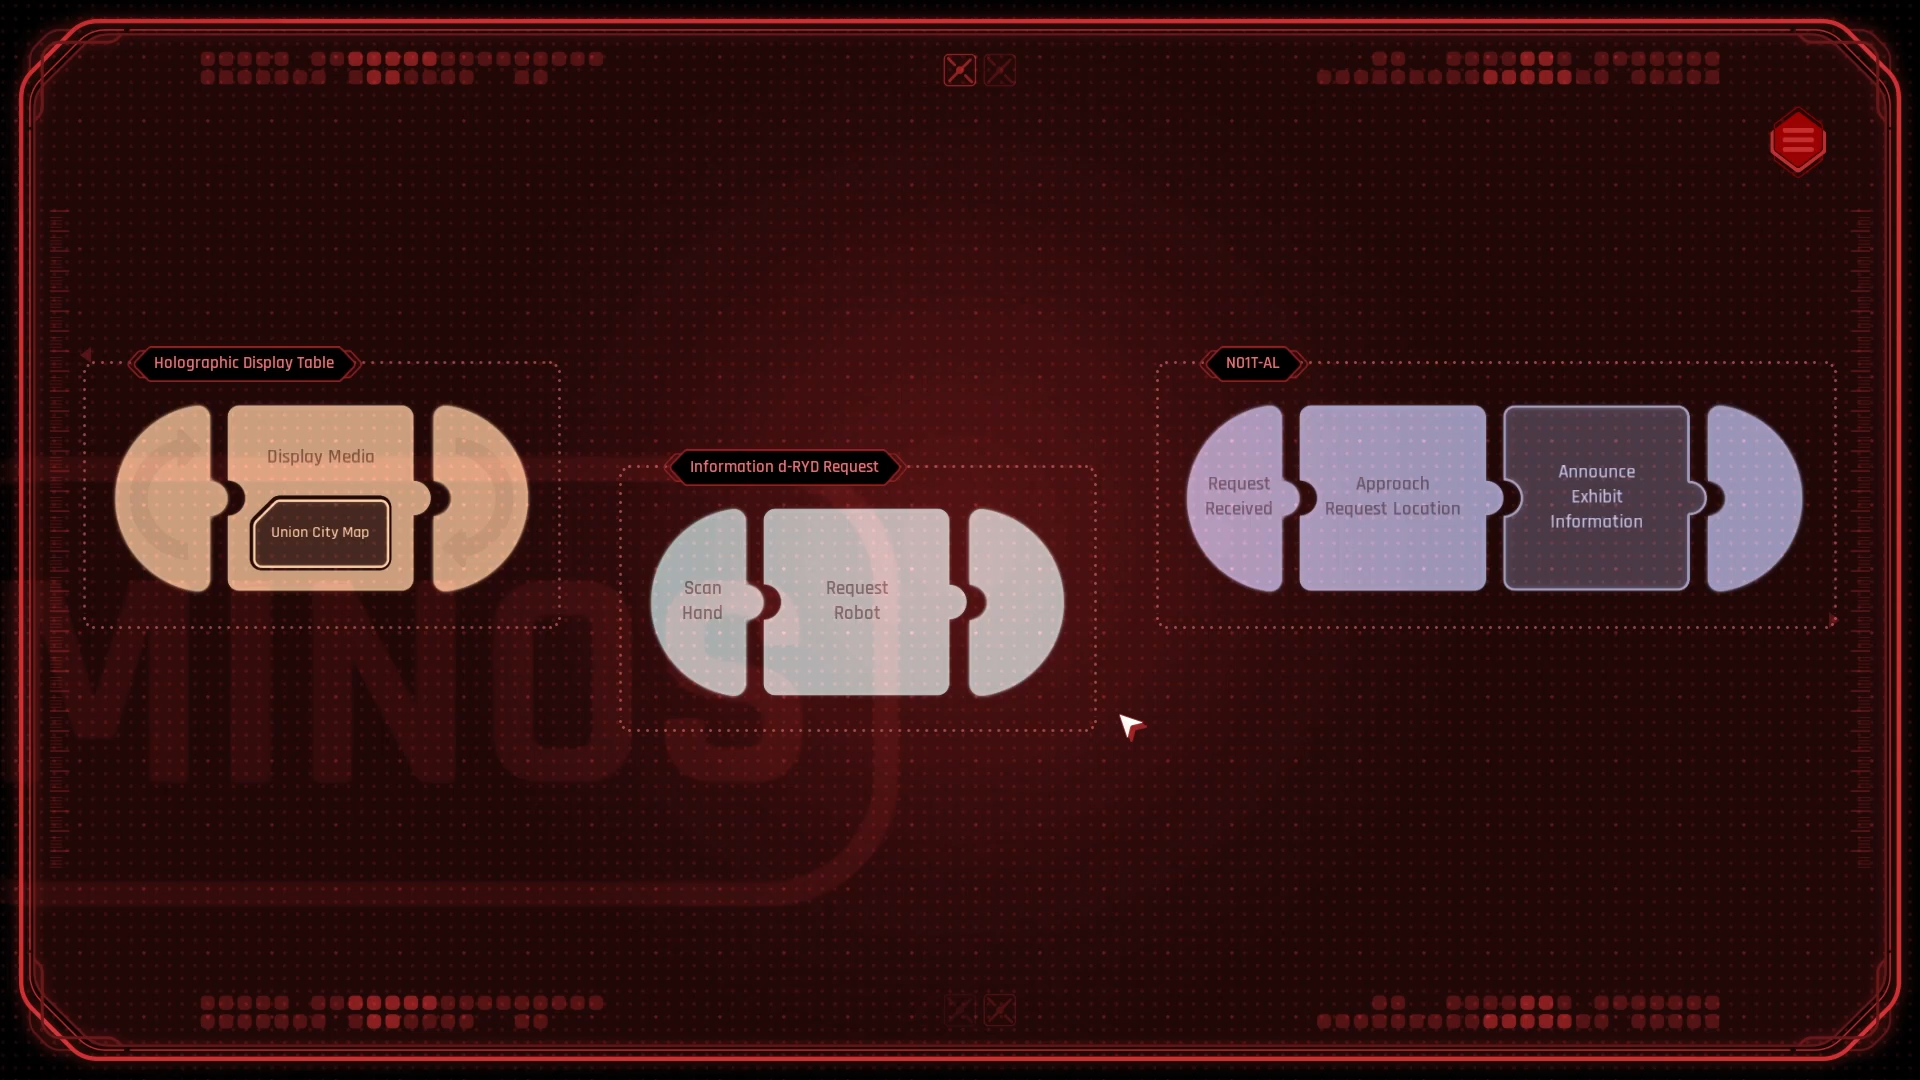 Holographic Display Table
Display Media
Union City Map
Information d-RYD Request
Scan
Hand
Request
Robot
N01T-AL
Request
Received
Approach
Request Location
Announce
Exhibit
Information
MINOS